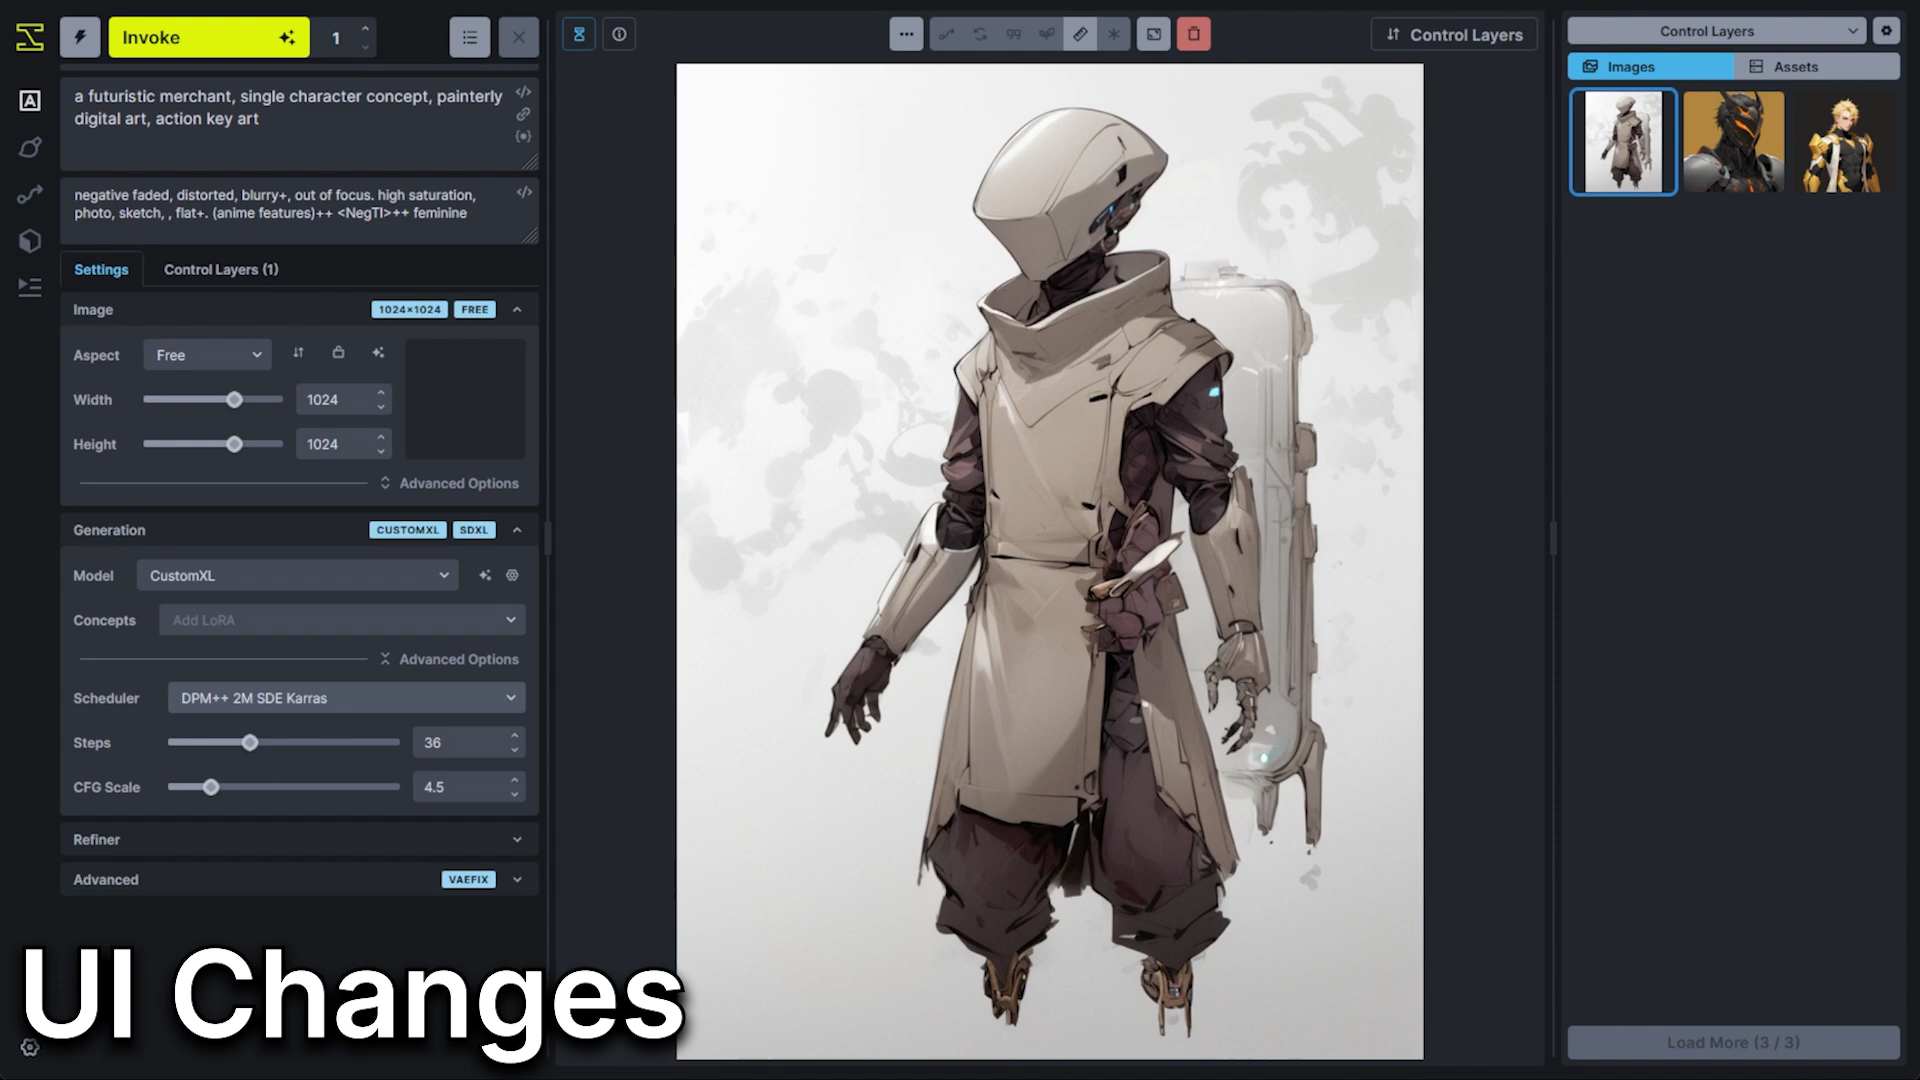 Invoke
1
Control Layers
Control Layers
Images
Assets
a futuristic merchant, single character concept, painterly
digital art, action key art
negative faded, distorted, blurry+, out of focus. high saturation,
photo, sketch, , flat+. (anime features)++ <NegTI>++ feminine
Settings
Control Layers (1)
Image
1024×1024
FREE
Aspect
Free
Width
1024
Height
1024
Advanced Options
Generation
CUSTOMXL
SDXL
Model
CustomXL
Concepts
Add LoRA
Advanced Options
Scheduler
DPM++ 2M SDE Karras
Steps
36
CFG Scale
4.5
Refiner
Advanced
VAEFIX
UI Changes
Load More (3 / 3)